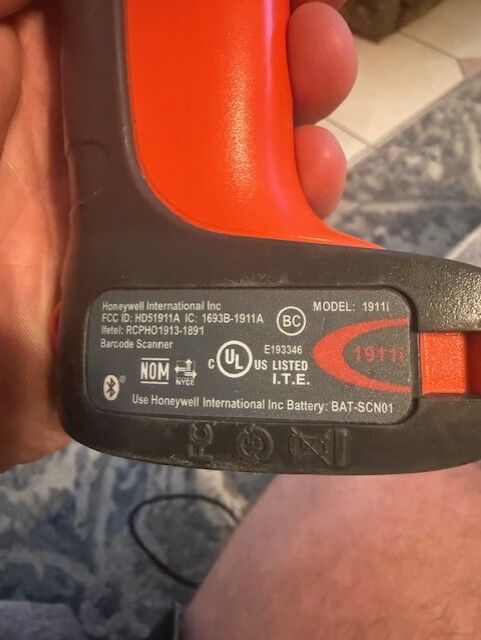 Honeywell International Inc
FCC ID: HD51911A IC: 1693B-1911A
Ifetel: RCPHO1913-1891
Barcode Scanner
BC
MODEL: 1911i
1911i
NOM
NYCE
C UL US LISTED
E193346
I.T.E.
Use Honeywell International Inc Battery: BAT-SCN01
FC